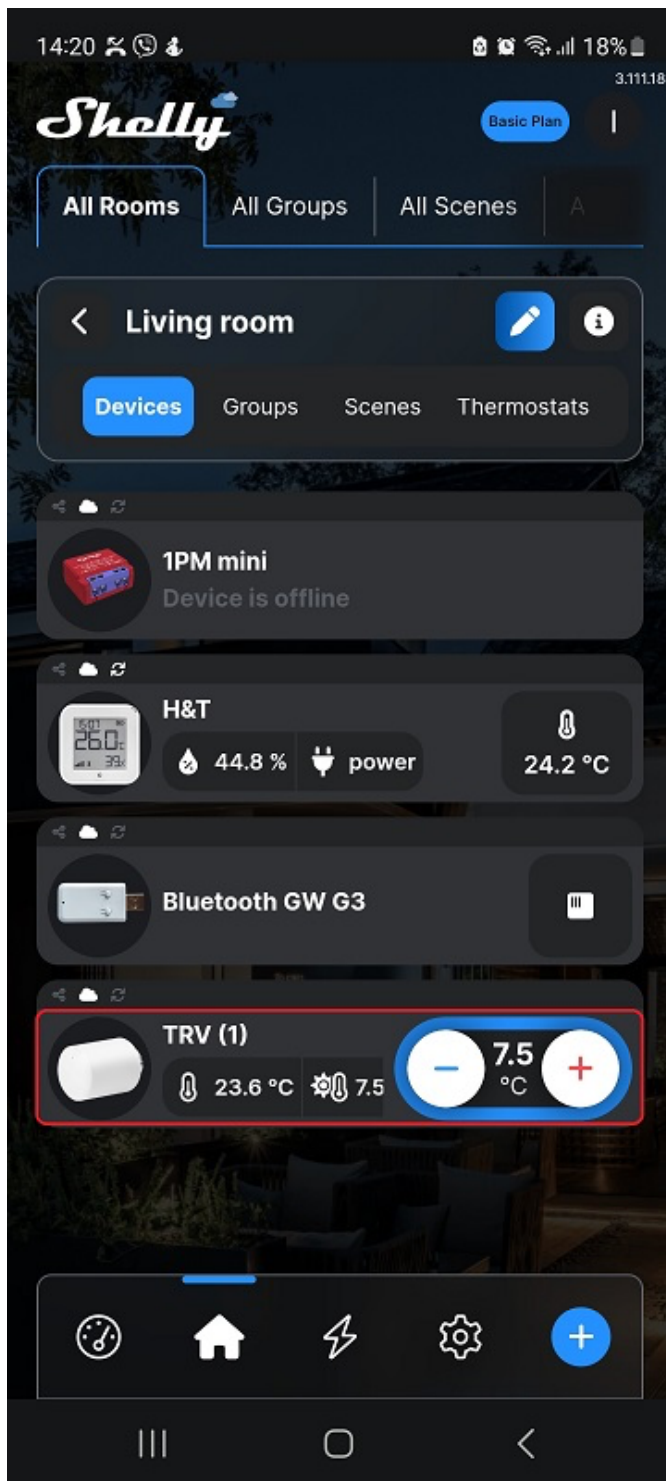 14:20 18%
3.111.18
Shelly Basic Plan I
All Rooms All Groups All Scenes A
Living room
Devices Groups Scenes Thermostats
1PM mini
Device is offline
H&T
44.8 % power 24.2 °C
26.0
Bluetooth GW G3
TRV (1)
23.6 °C 7.5
7.5
°C